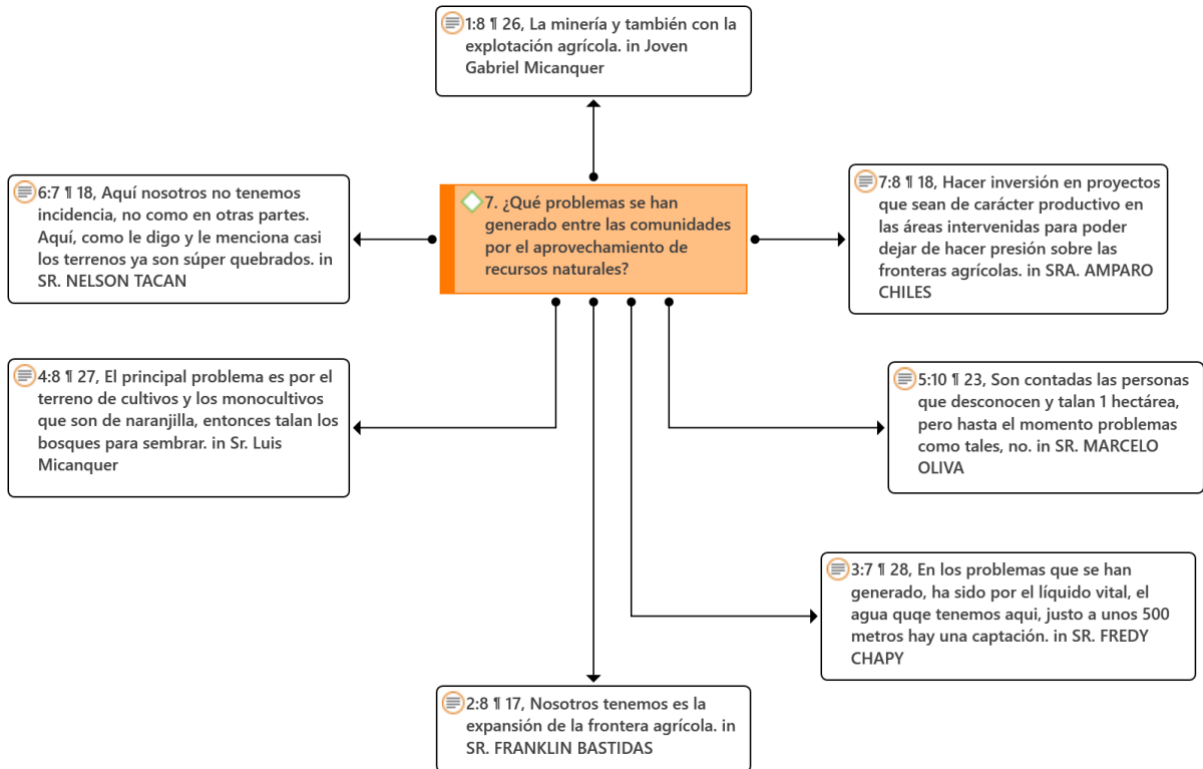 1:8 ¶ 26, La minería y también con la
explotación agrícola. in Joven
Gabriel Micanquer
6:7 ¶ 18, Aquí nosotros no tenemos
incidencia, no como en otras partes.
Aquí, como le digo y le menciona casi
los terrenos ya son súper quebrados. in
SR. NELSON TACAN
7. ¿Qué problemas se han
generado entre las comunidades
por el aprovechamiento de
recursos naturales?
7:8 ¶ 18, Hacer inversión en proyectos
que sean de carácter productivo en
las áreas intervenidas para poder
dejar de hacer presión sobre las
fronteras agrícolas. in SRA. AMPARO
CHILES
4:8 ¶ 27, El principal problema es por el
terreno de cultivos y los monocultivos
que son de naranjilla, entonces talan los
bosques para sembrar. in Sr. Luis
Micanquer
5:10 ¶ 23, Son contadas las personas
que desconocen y talan 1 hectárea,
pero hasta el momento problemas
como tales, no. in SR. MARCELO
OLIVA
3:7 ¶ 28, En los problemas que se han
generado, ha sido por el líquido vital, el
agua quqe tenemos aqui, justo a unos 500
metros hay una captación. in SR. FREDY
CHAPY
2:8 ¶ 17, Nosotros tenemos es la
expansión de la frontera agrícola. in
SR. FRANKLIN BASTIDAS